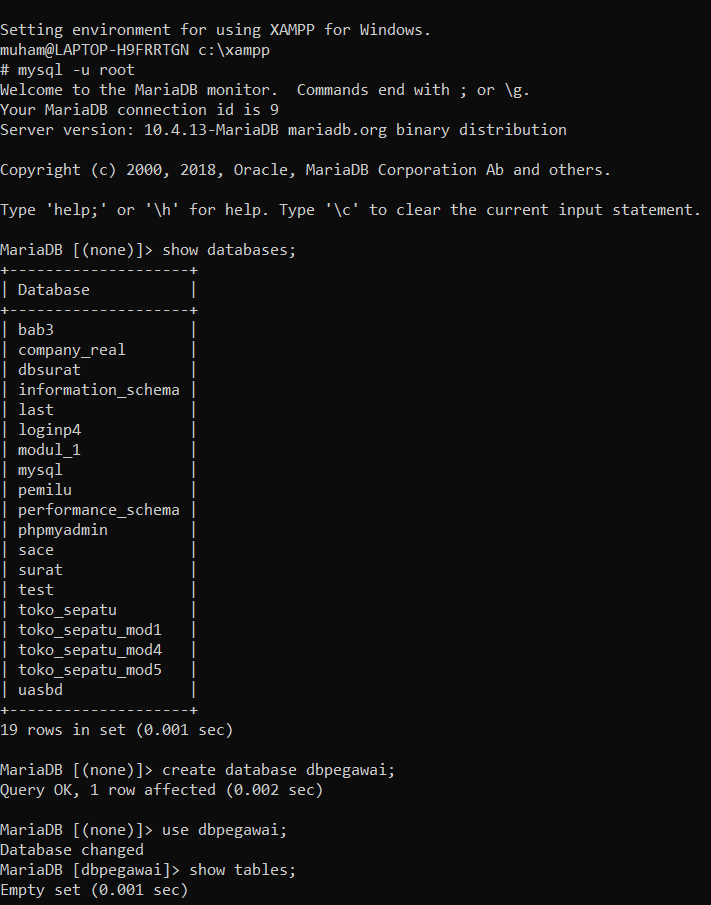 Setting environment for using XAMPP for Windows.
muham@LAPTOP-H9FRRTGN c:\xampp
# mysql -u root
Welcome to the MariaDB monitor.  Commands end with ; or \g.
Your MariaDB connection id is 9
Server version: 10.4.13-MariaDB mariadb.org binary distribution

Copyright (c) 2000, 2018, Oracle, MariaDB Corporation Ab and others.

Type 'help;' or '\h' for help. Type '\c' to clear the current input statement.

MariaDB [(none)]> show databases;
+--------------------+
| Database           |
+--------------------+
| bab3               |
| company_real       |
| dbsurat            |
| information_schema |
| last               |
| loginp4            |
| modul_1            |
| mysql              |
| pemilu             |
| performance_schema |
| phpmyadmin         |
| sace               |
| surat              |
| test               |
| toko_sepatu        |
| toko_sepatu_mod1   |
| toko_sepatu_mod4   |
| toko_sepatu_mod5   |
| uasbd              |
+--------------------+
19 rows in set (0.001 sec)

MariaDB [(none)]> create database dbpegawai;
Query OK, 1 row affected (0.002 sec)

MariaDB [(none)]> use dbpegawai;
Database changed
MariaDB [dbpegawai]> show tables;
Empty set (0.001 sec)